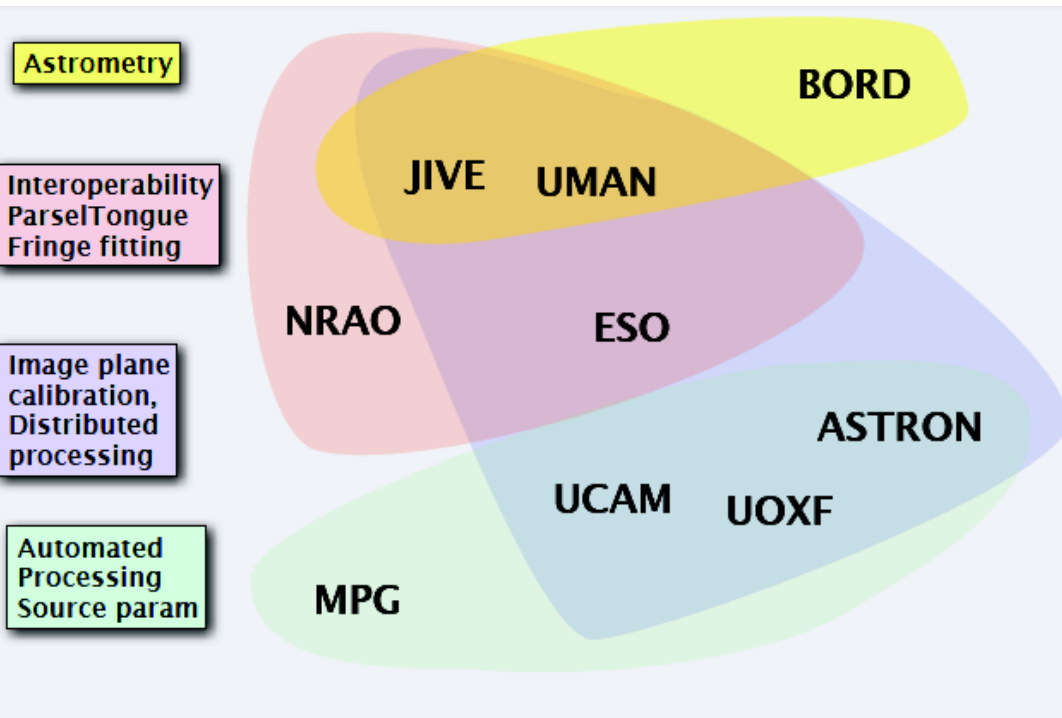 Astrometry
BORD
JIVE UMAN
Interoperability
ParselTongue
Fringe fitting
NRAO ESO
Image plane
calibration,
Distributed
processing
ASTRON
UCAM UOXF
Automated
Processing
Source param
MPG